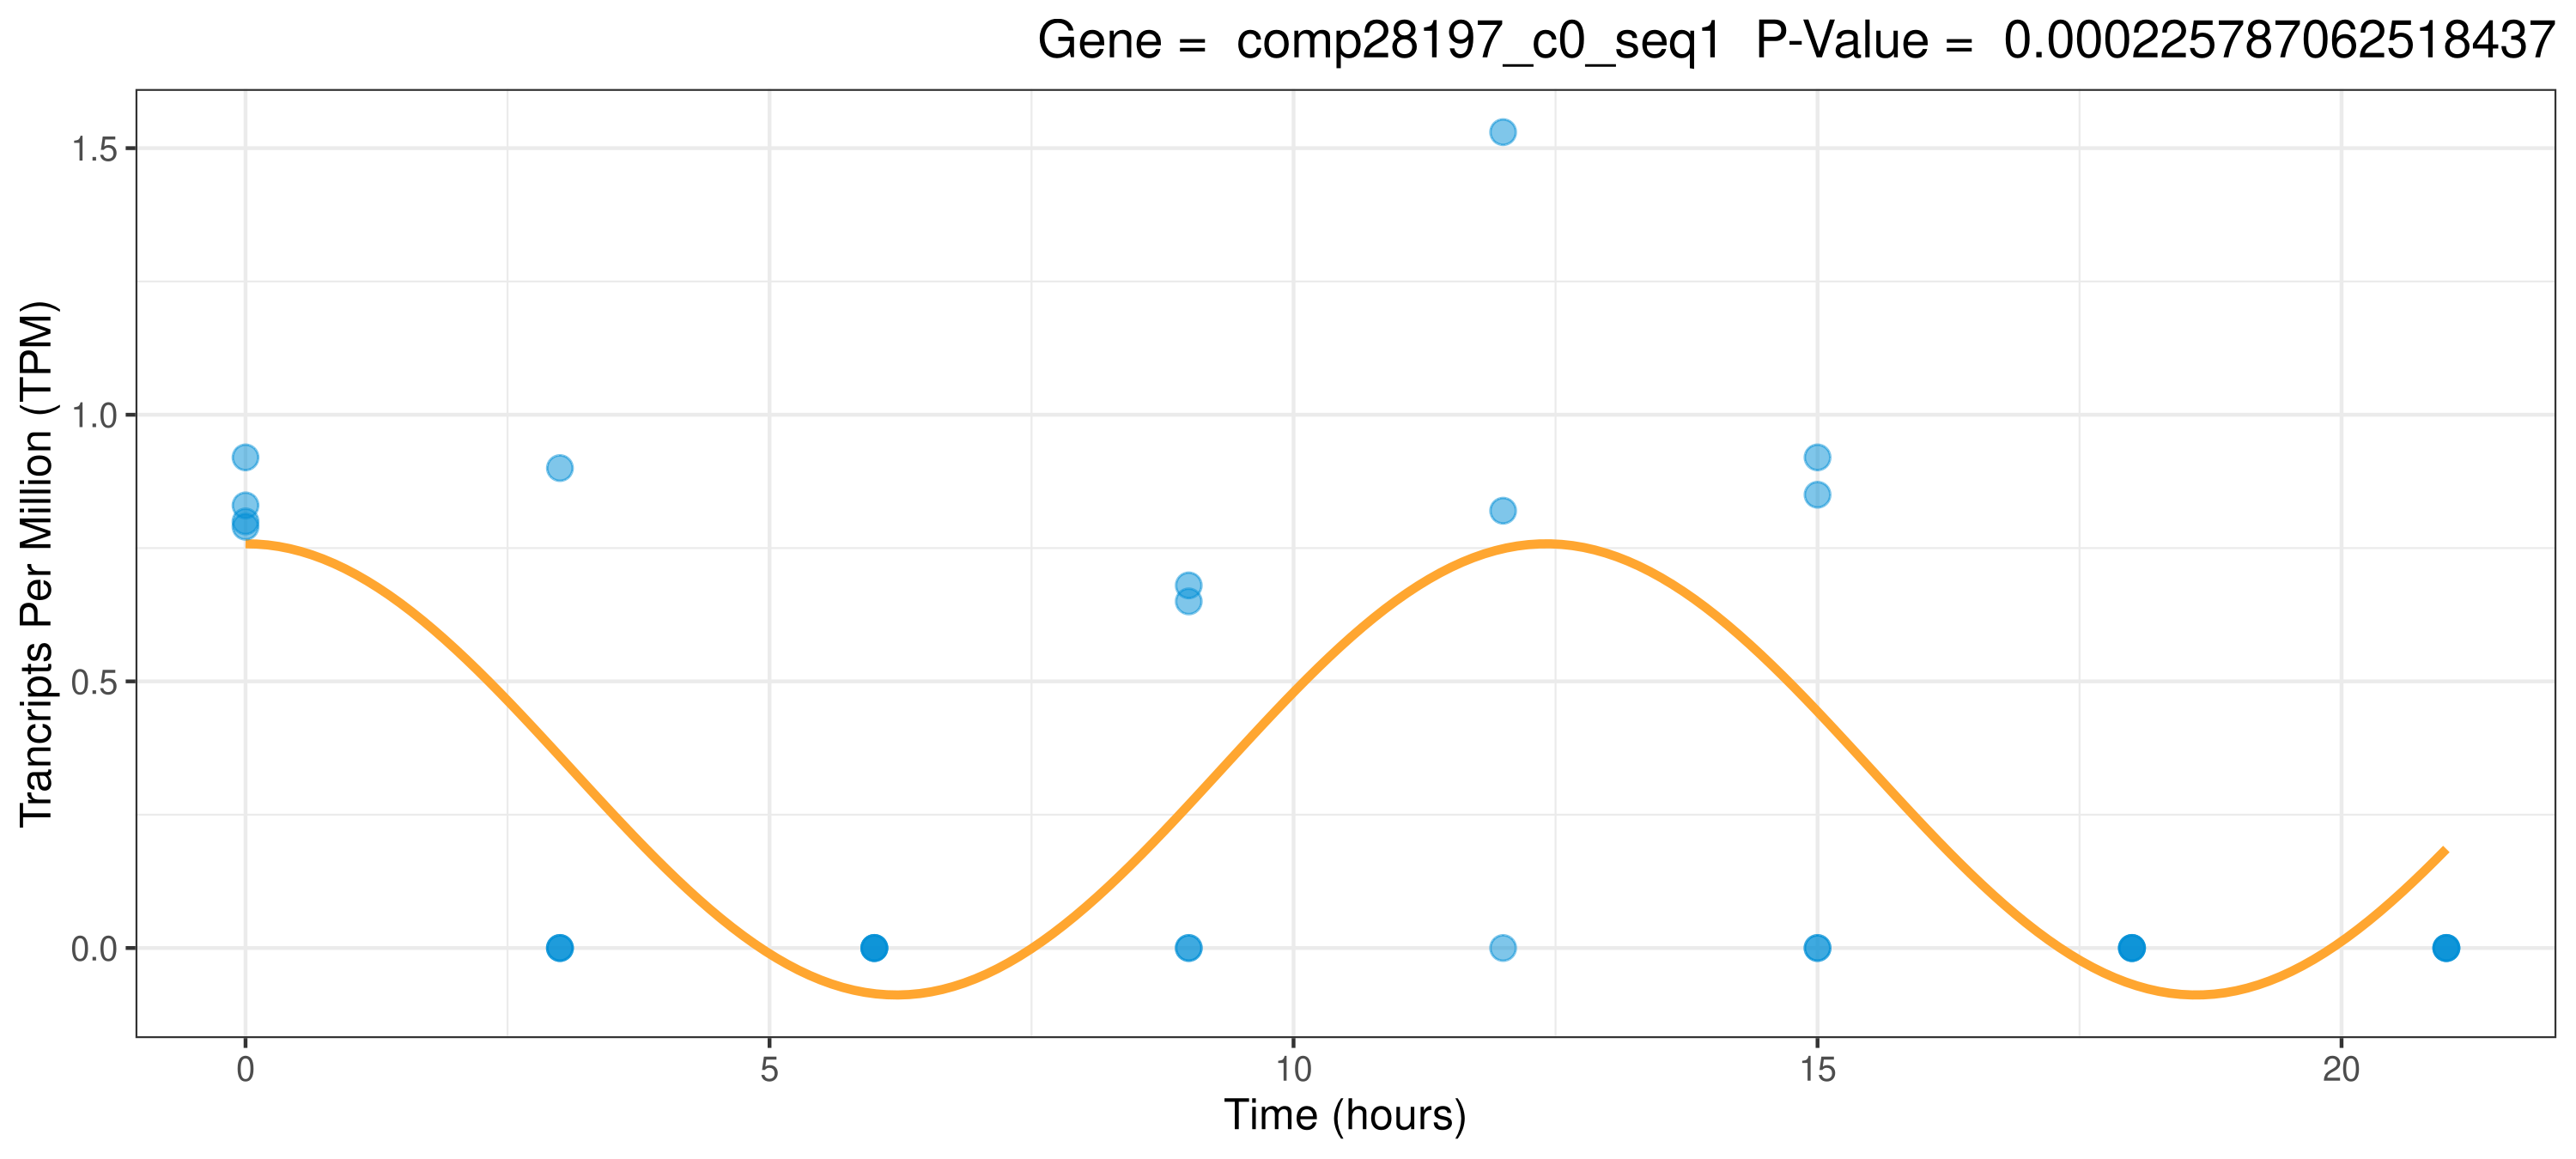 Gene =  comp28197_c0_seq1  P-Value =  0.000225787062518437
Trancripts Per Million (TPM)
1.5
1.0
0.5
0.0
0 5 10 15 20
Time (hours)